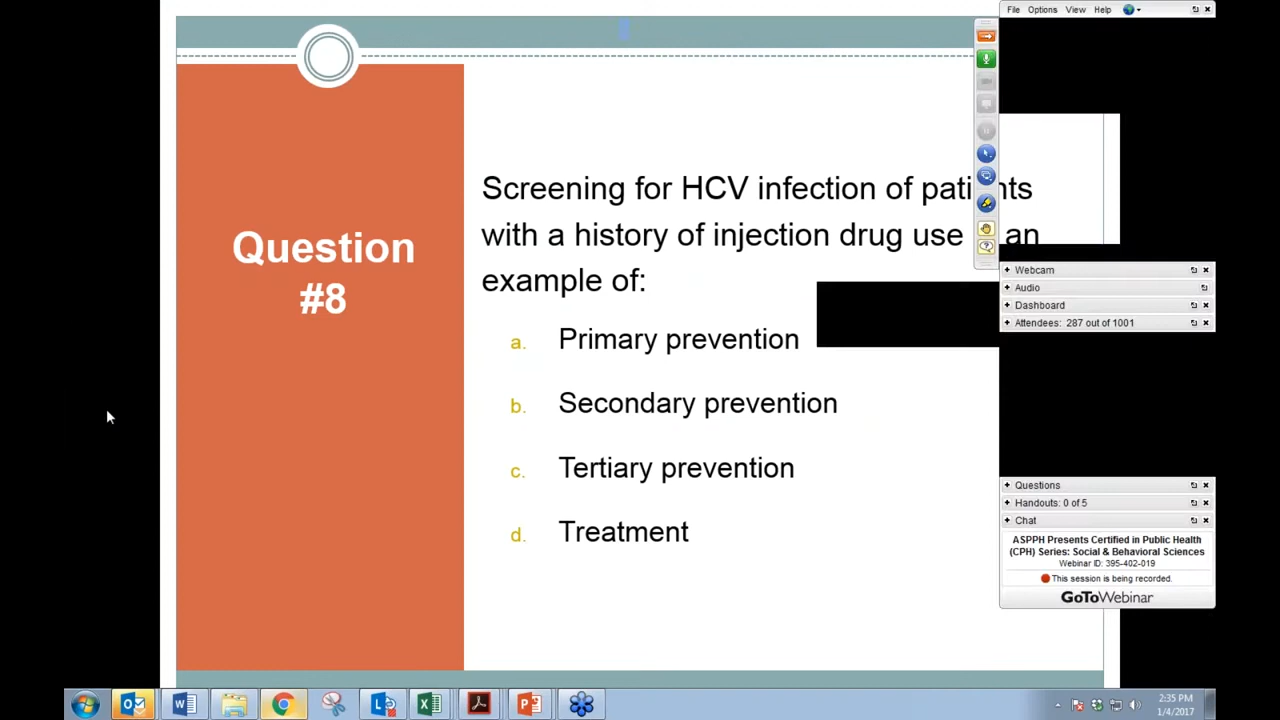 File Options View Help
Question
#8
Screening for HCV infection of patients
with a history of injection drug use an
example of:
a. Primary prevention
b. Secondary prevention
c. Tertiary prevention
d. Treatment
Webcam
Audio
Dashboard
Attendees: 287 out of 1001
Questions
Handouts: 0 of 5
Chat
ASPPH Presents Certified in Public Health
(CPH) Series: Social & Behavioral Sciences
Webinar ID: 395-402-019
This session is being recorded.
GoToWebinar
2:35 PM
1/4/2017